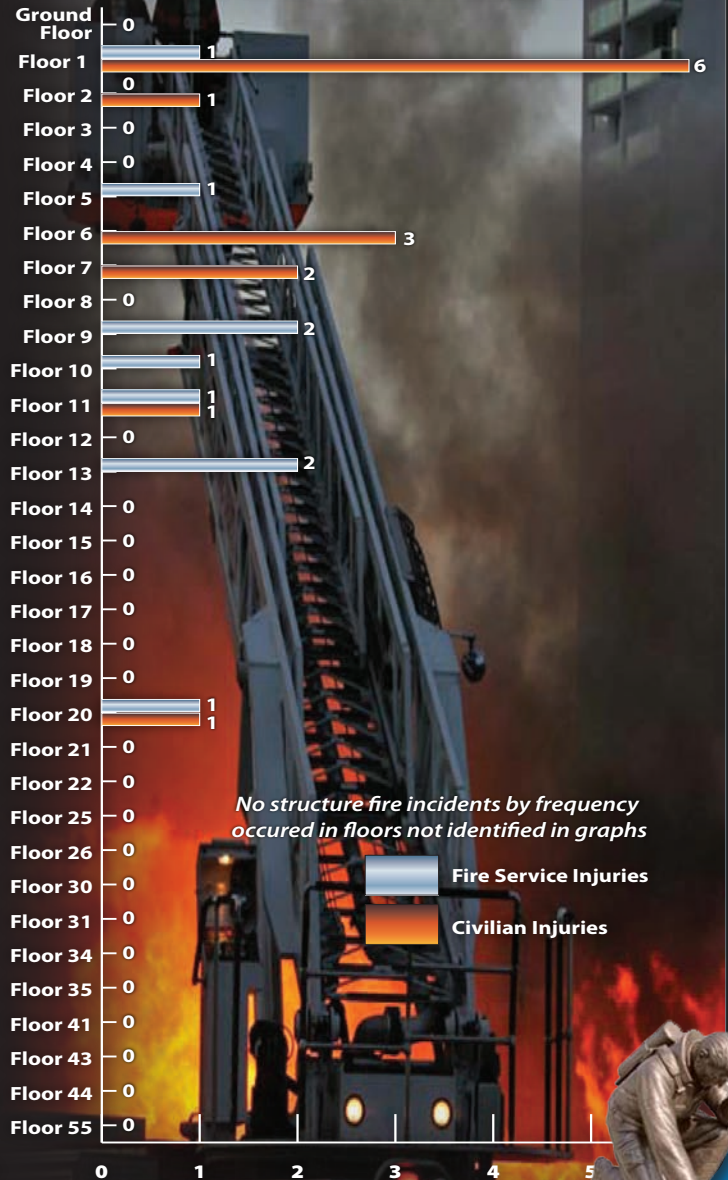 Ground
Floor 0
1
Floor 1 6
0
Floor 2 1
Floor 3 0
Floor 4 0
Floor 5 1
Floor 6 3
Floor 7 2
Floor 8 0
Floor 9 2
Floor 10 1
1
Floor 11 1
Floor 12 0
Floor 13 2
Floor 14 0
Floor 15 0
Floor 16 0
Floor 17 0
Floor 18 0
Floor 19 0
1
Floor 20 1
Floor 21 0
Floor 22 0
Floor 25 0
Floor 26 0
Floor 30 0
Floor 31 0
Floor 34 0
Floor 35 0
Floor 41 0
Floor 43 0
Floor 44 0
Floor 55 0
No structure fire incidents by frequency
occured in floors not identified in graphs
Fire Service Injuries
Civilian Injuries
0 1 2 3 4 5